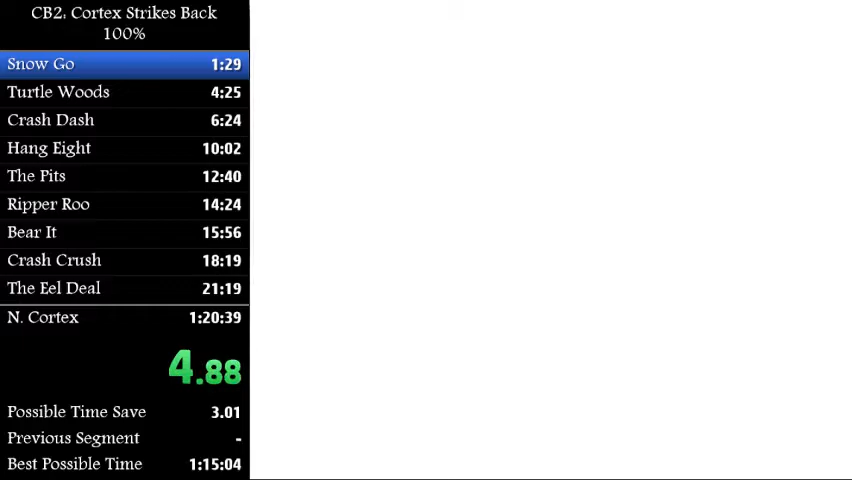 CB2: Cortex Strikes Back
100%
Snow Go 1:29
Turtle Woods 4:25
Crash Dash 6:24
Hang Eight 10:02
The Pits 12:40
Ripper Roo 14:24
Bear It 15:56
Crash Crush 18:19
The Eel Deal 21:19
N. Cortex 1:20:39
4.88
Possible Time Save 3.01
Previous Segment -
Best Possible Time 1:15:04